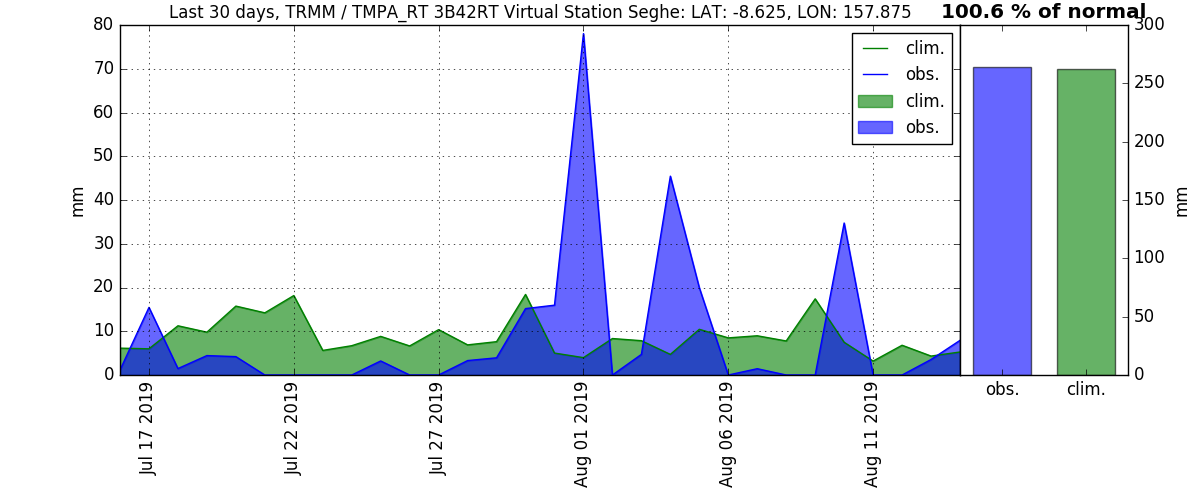 Last 30 days, TRMM / TMPA_RT 3B42RT Virtual Station Seghe: LAT: -8.625, LON: 157.875
100.6 % of normal
80
70
60
50
40
30
20
10
0
mm
clim.
obs.
clim.
obs.
300
250
200
150
100
50
0
mm
obs.
clim.
Jul 17 2019
Jul 22 2019
Jul 27 2019
Aug 01 2019
Aug 06 2019
Aug 11 2019